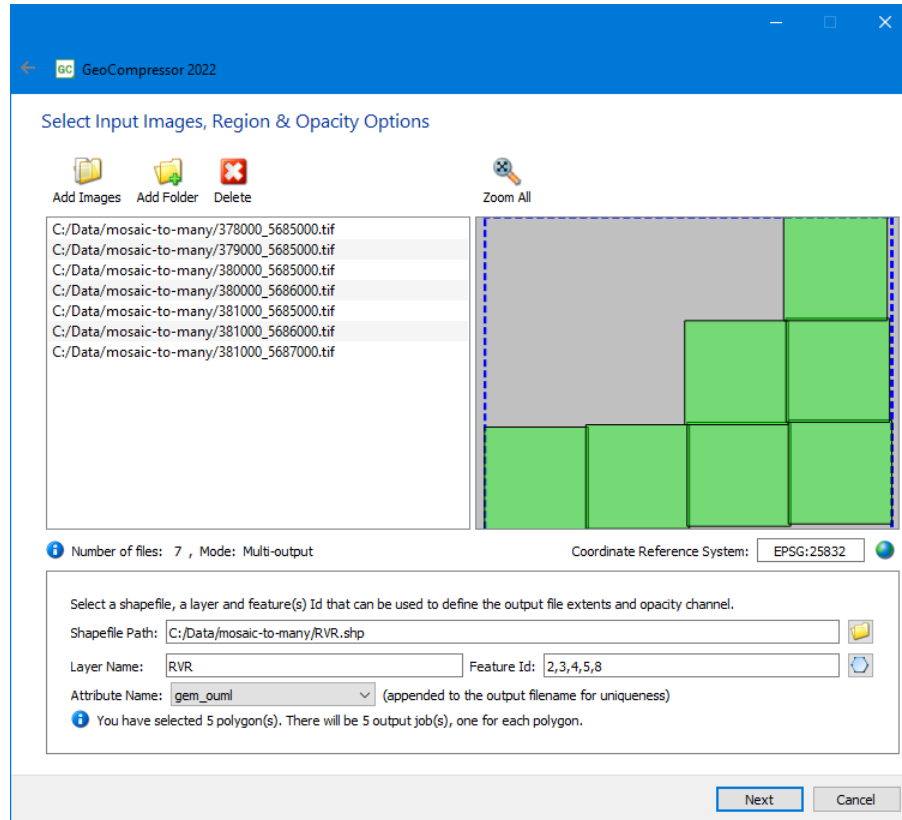 GC GeoCompressor 2022
Select Input Images, Region & Opacity Options
Add Images Add Folder Delete Zoom All
C:/Data/mosaic-to-many/378000_5685000.tif
C:/Data/mosaic-to-many/379000_5685000.tif
C:/Data/mosaic-to-many/380000_5685000.tif
C:/Data/mosaic-to-many/380000_5686000.tif
C:/Data/mosaic-to-many/381000_5685000.tif
C:/Data/mosaic-to-many/381000_5686000.tif
C:/Data/mosaic-to-many/381000_5687000.tif
Number of files: 7 , Mode: Multi-output Coordinate Reference System: EPSG:25832
Select a shapefile, a layer and feature(s) Id that can be used to define the output file extents and opacity channel.
Shapefile Path: C:/Data/mosaic-to-many/RVR.shp
Layer Name: RVR Feature Id: 2,3,4,5,8
Attribute Name: gem_ouml (appended to the output filename for uniqueness)
You have selected 5 polygon(s). There will be 5 output job(s), one for each polygon.
Next Cancel